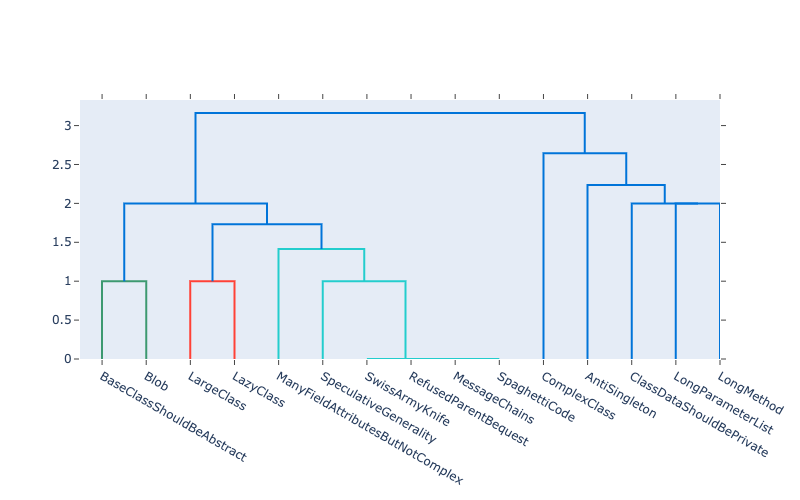 3
2.5
2
1.5
1
0.5
0
BaseClassShouldBeAbstract
Blob
LargeClass
LazyClass
ManyFieldAttributesButNotComplex
SpeculativeGenerality
SwissArmyKnife
RefusedParentBequest
MessageChains
SpaghettiCode
ComplexClass
AntiSingleton
ClassDataShouldBePrivate
LongParameterList
LongMethod